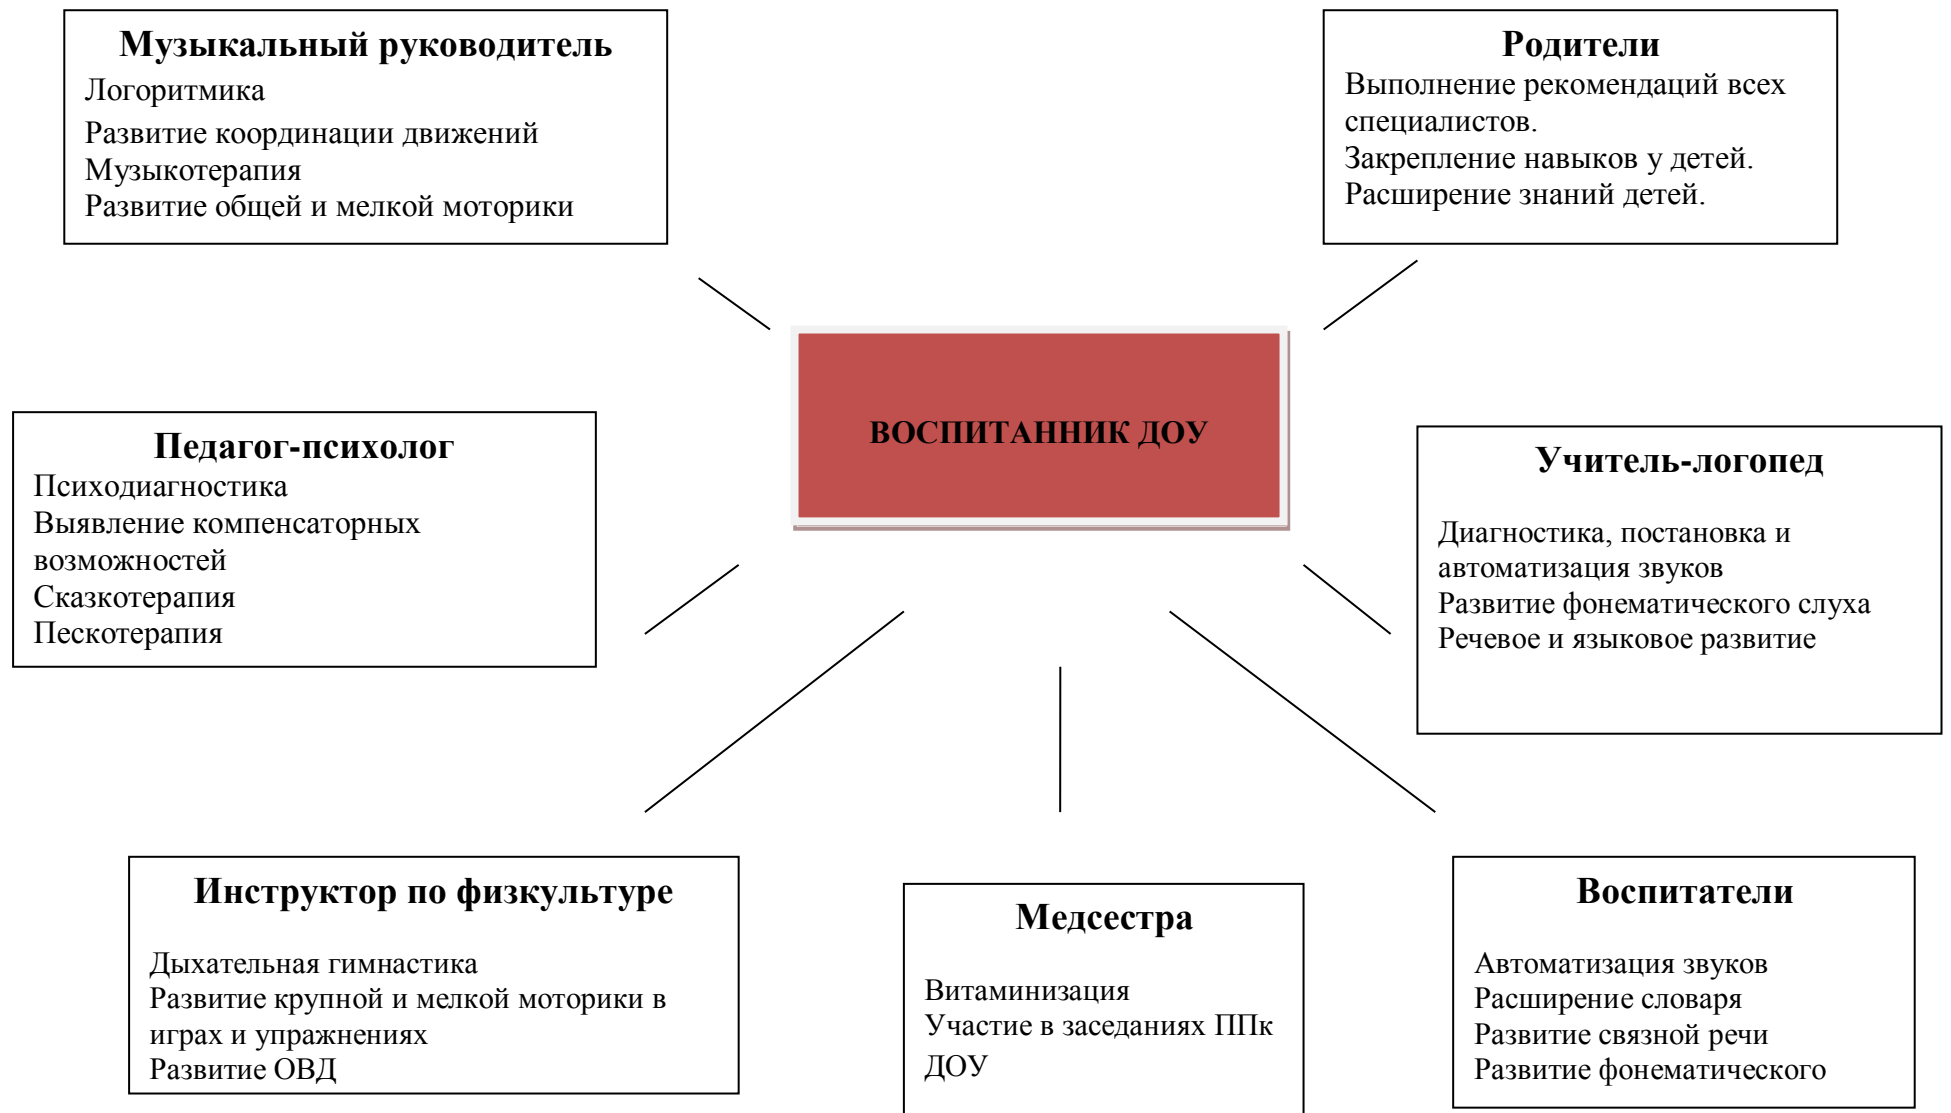 Музыкальный руководитель
Логоритмика
Развитие координации движений
Музыкотерапия
Развитие общей и мелкой моторики
Родители
Выполнение рекомендаций всех
специалистов.
Закрепление навыков у детей.
Расширение знаний детей.
ВОСПИТАННИК ДОУ
Педагог-психолог
Психодиагностика
Выявление компенсаторных
возможностей
Сказкотерапия
Пескотерапия
Учитель-логопед
Диагностика, постановка и
автоматизация звуков
Развитие фонематического слуха
Речевое и языковое развитие
Инструктор по физкультуре
Дыхательная гимнастика
Развитие крупной и мелкой моторики в
играх и упражнениях
Развитие ОВД
Медсестра
Витаминизация
Участие в заседаниях ППк
ДОУ
Воспитатели
Автоматизация звуков
Расширение словаря
Развитие связной речи
Развитие фонематического